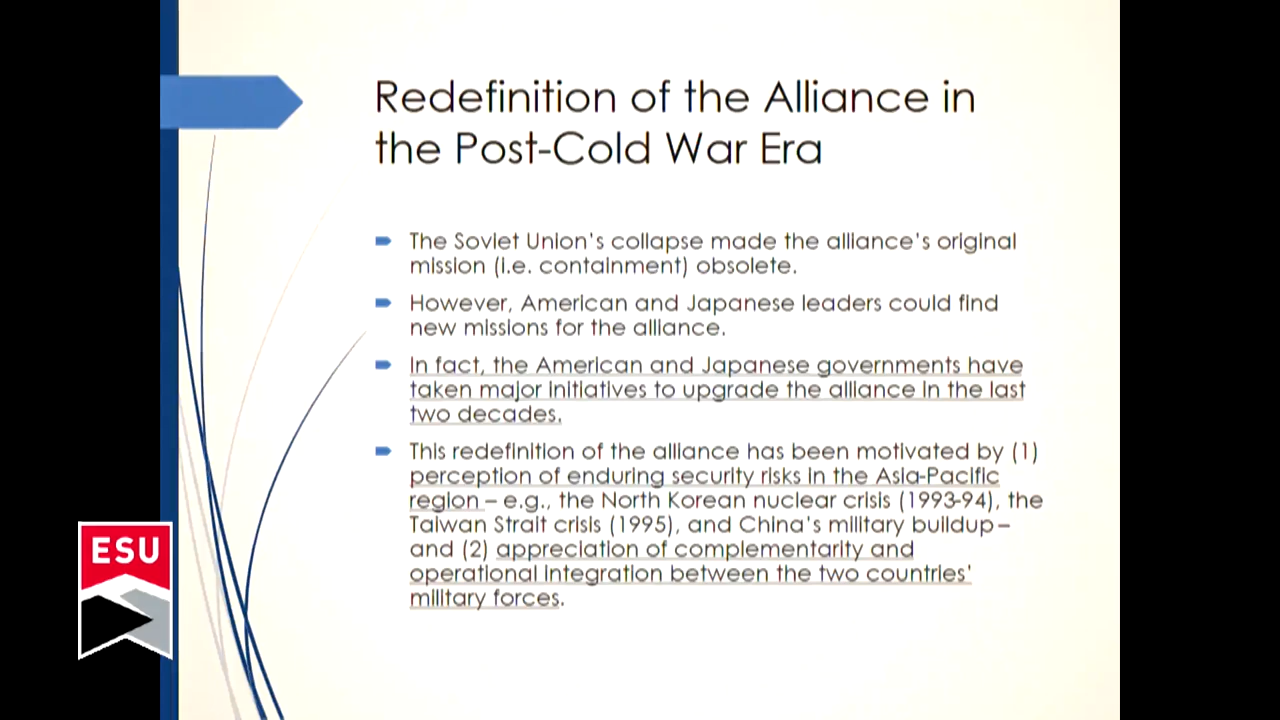 Redefinition of the Alliance in
the Post-Cold War Era
The Soviet Union's collapse made the alliance's original
mission (i.e. containment) obsolete.
However, American and Japanese leaders could find
new missions for the alliance.
In fact, the American and Japanese governments have
taken major initiatives to upgrade the alliance in the last
two decades.
This redefinition of the alliance has been motivated by (1)
perception of enduring security risks in the Asia-Pacific
region – e.g., the North Korean nuclear crisis (1993-94), the
Taiwan Strait crisis (1995), and China's military buildup –
and (2) appreciation of complementarity and
operational integration between the two countries'
military forces.
ESU